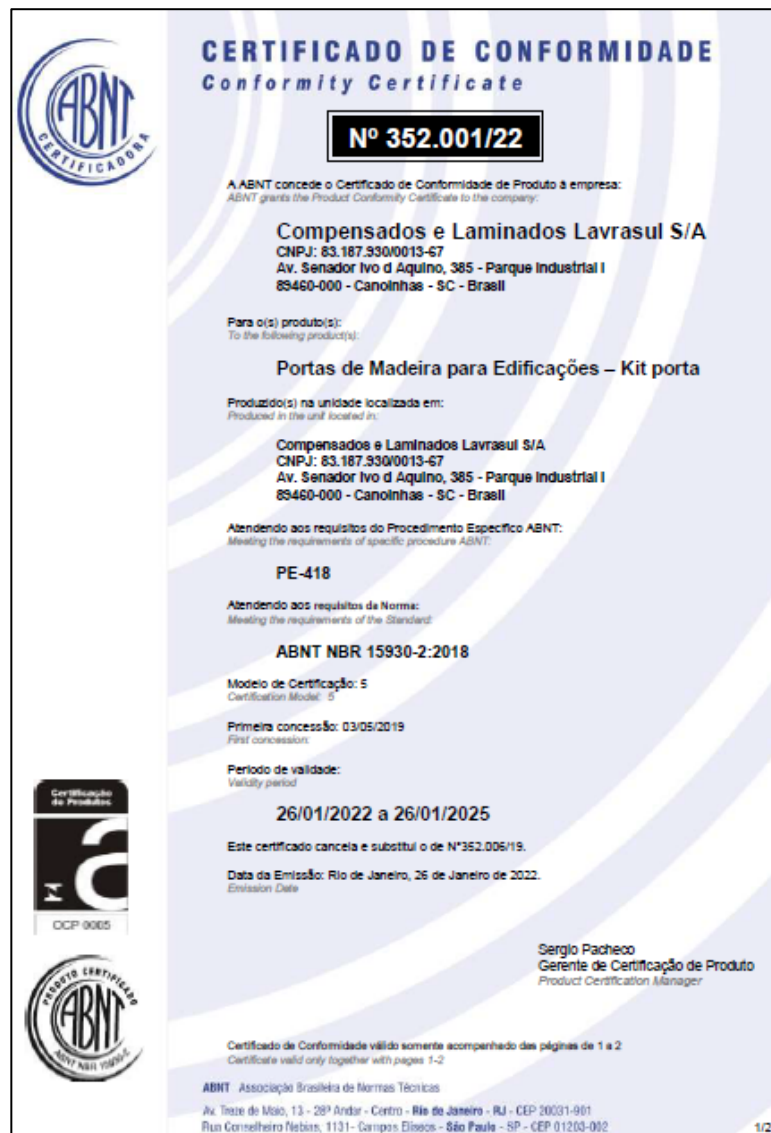 ABNT
CERTIFICADORA
CERTIFICADO DE CONFORMIDADE
Conformity Certificate
Nº 352.001/22
A ABNT concede o Certificado de Conformidade de Produto à empresa:
ABNT grants the Product Conformity Certificate to the company:
Compensados e Laminados Lavrasul S/A
CNPJ: 83.187.930/0013-67
Av. Senador Ivo d Aquino, 385 - Parque Industrial I
89460-000 - Canoinhas - SC - Brasil
Para o(s) produto(s):
To the following product(s):
Portas de Madeira para Edificações – Kit porta
Produzido(s) na unidade localizada em:
Produced in the unit located in:
Compensados e Laminados Lavrasul S/A
CNPJ: 83.187.930/0013-67
Av. Senador Ivo d Aquino, 385 - Parque Industrial I
89460-000 - Canoinhas - SC - Brasil
Atendendo aos requisitos do Procedimento Específico ABNT:
Meeting the requirements of specific procedure ABNT:
PE-418
Atendendo aos requisitos da Norma:
Meeting the requirements of the Standard:
ABNT NBR 15930-2:2018
Modelo de Certificação: 5
Certification Model: 5
Primeira concessão: 03/05/2019
First concession:
Período de validade:
Validity period
26/01/2022 a 26/01/2025
Este certificado cancela e substitui o de N°352.006/19.
Data da Emissão: Rio de Janeiro, 26 de Janeiro de 2022.
Emission Date
Certificação
de Produtos
OCP 0005
Sergio Pacheco
Gerente de Certificação de Produto
Product Certification Manager
PRODUTO CERTIFICADO
ABNT
ABNT NBR 15930-2
Certificado de Conformidade válido somente acompanhado das páginas de 1 a 2
Certificate valid only together with pages 1-2
ABNT Associação Brasileira de Normas Técnicas
Av. Treze de Maio, 13 - 28º Andar - Centro - Rio de Janeiro - RJ - CEP 20031-901
Rua Conselheiro Nébias, 1131 - Campos Elíseos - São Paulo - SP - CEP 01203-002
1/2